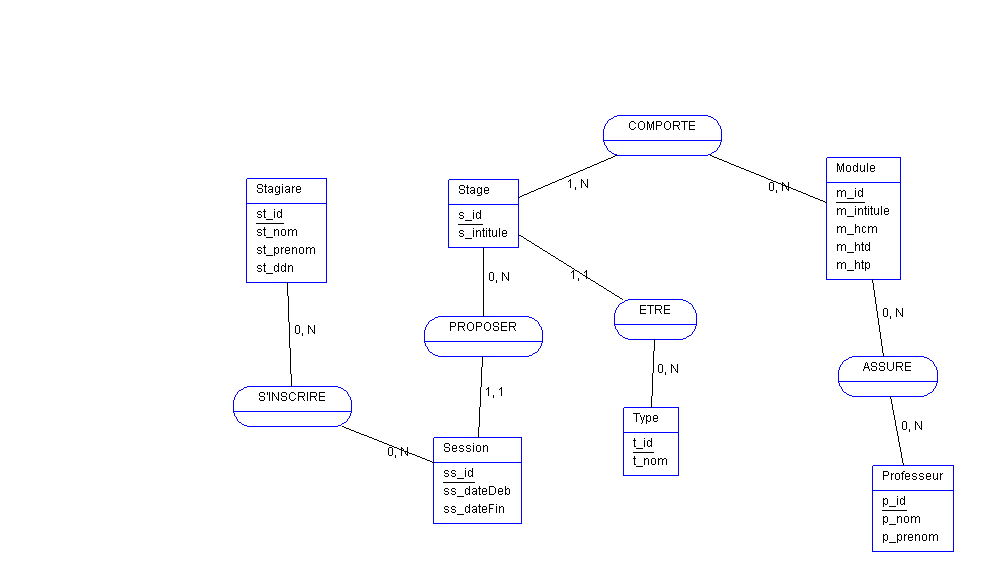 COMPORTE
1, N
0, N
Module
m_id
m_intitule
m_hcm
m_htd
m_htp
Stagiare
st_id
st_nom
st_prenom
st_ddn
Stage
s_id
s_intitule
0, N
1, 1
0, N
0, N
ETRE
PROPOSER
0, N
ASSURE
0, N
S'INSCRIRE
1, 1
0, N
Type
t_id
t_nom
0, N
Session
ss_id
ss_dateDeb
ss_dateFin
Professeur
p_id
p_nom
p_prenom